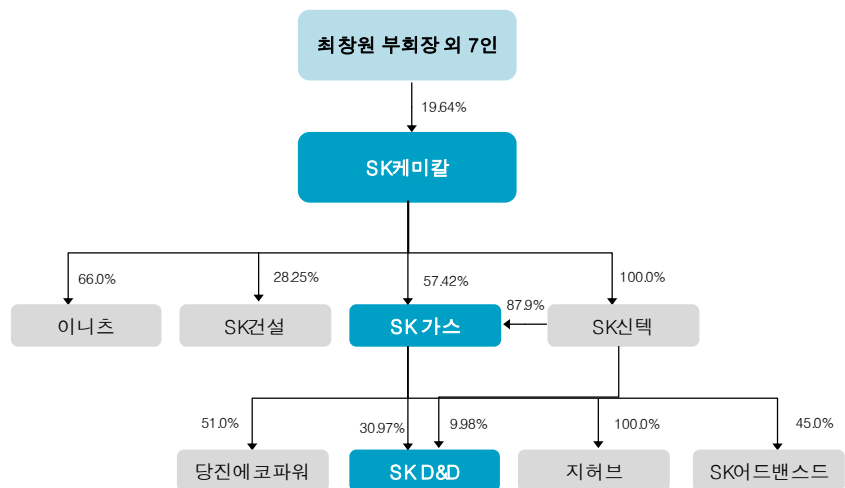 최창원 부회장 외 7인
19.64%
SK케미칼
66.0%
28.25%
57.42%
100.0%
87.9%
이니츠
SK건설
SK 가스
SK신텍
51.0%
30.97%
9.98%
100.0%
45.0%
당진에코파워
SK D&D
지허브
SK어드밴스드